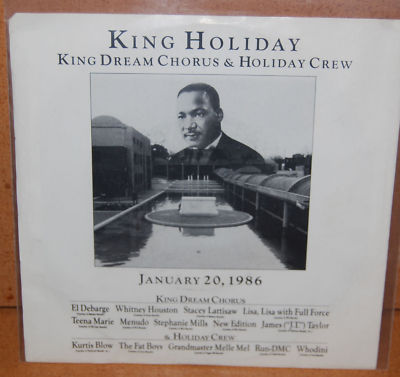 KING HOLIDAY
KING DREAM CHORUS & HOLIDAY CREW
JANUARY 20, 1986
KING DREAM CHORUS
El Debarge Whitney Houston Stacey Lattisaw Lisa, Lisa with Full Force
Teena Marie Menudo Stephanie Mills New Edition James ("J.T.") Taylor
& HOLIDAY CREW
Kurtis Blow The Fat Boys Grandmaster Melle Mel Run-DMC Whodini